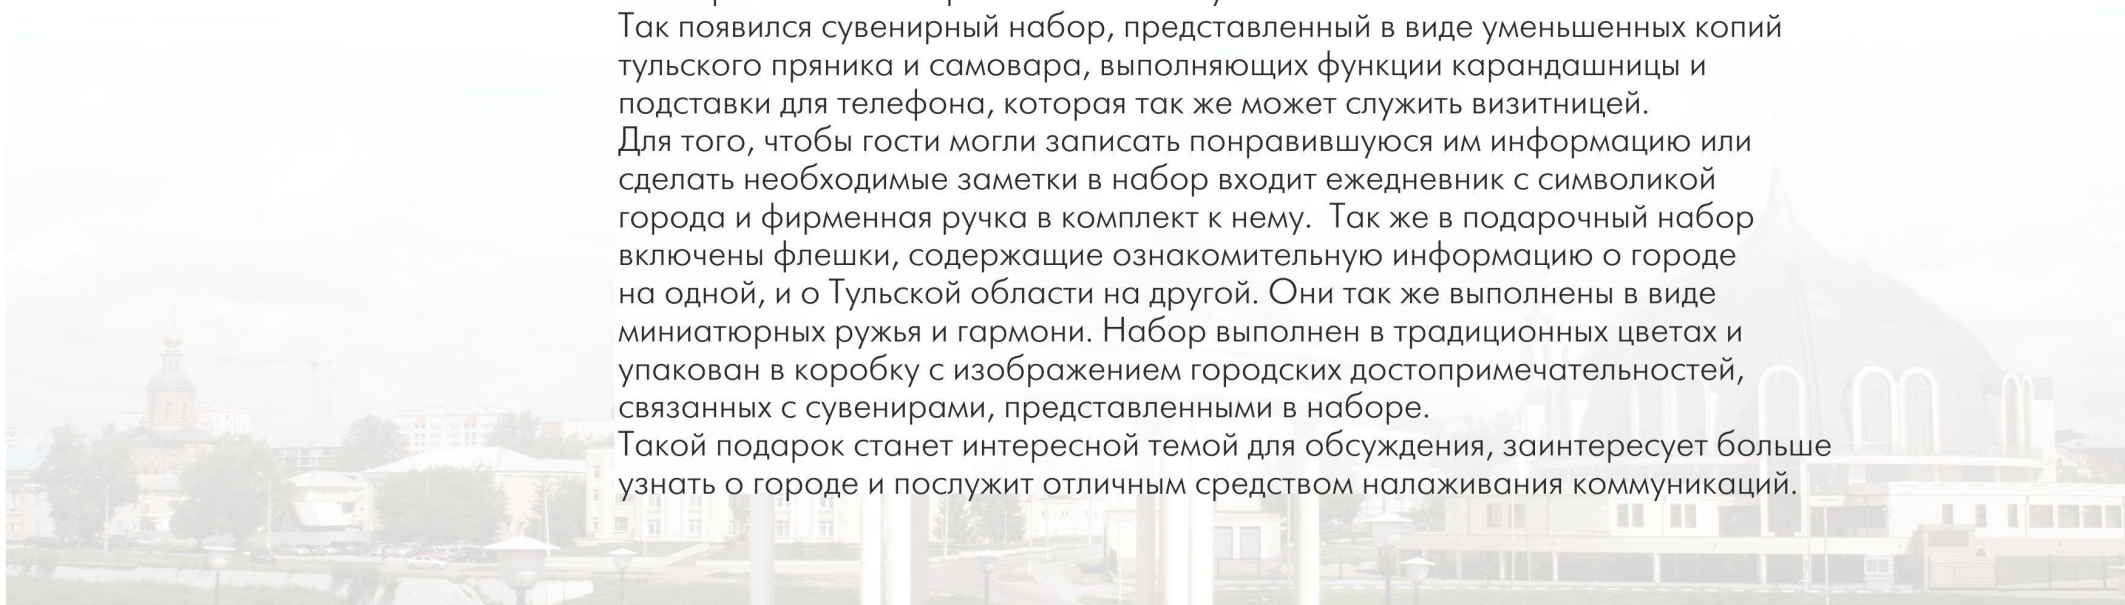 Так появился сувенирный набор, представленный в виде уменьшенных копий
тульского пряника и самовара, выполняющих функции карандашницы и
подставки для телефона, которая так же может служить визитницей.
Для того, чтобы гости могли записать понравившуюся им информацию или
сделать необходимые заметки в набор входит ежедневник с символикой
города и фирменная ручка в комплект к нему.  Так же в подарочный набор
включены флешки, содержащие ознакомительную информацию о городе
на одной, и о Тульской области на другой. Они так же выполнены в виде
миниатюрных ружья и гармони. Набор выполнен в традиционных цветах и
упакован в коробку с изображением городских достопримечательностей,
связанных с сувенирами, представленными в наборе.
Такой подарок станет интересной темой для обсуждения, заинтересует больше
узнать о городе и послужит отличным средством налаживания коммуникаций.